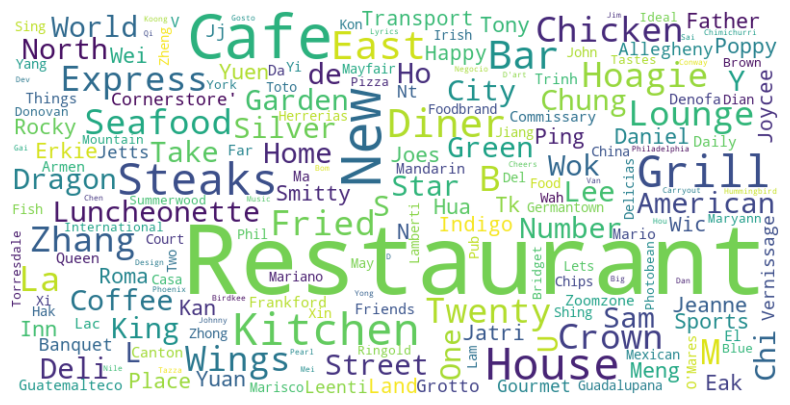 Sing
Koong
Gosto
Jj
Kon
Lyrics
Irish
Jim
Ideal
Sai
Chimichurri
Qi
Zheng
V
World
Cafe
East
Transport
Tony
Chicken
Father
North
Wei
Happy
Bar
John
Allegheny
Poppy
Yang
Dev
York
Yuen
Da
Yi
Mayfair
de
Ho
Negocio
D'art
Tastes
Conway
Brown
Express
Toto
Pizza
Trinh
Hoagie
Y
Things
Cornerstore'
Nt
City
Chung
Denofa
Dian
Joycee
Donovan
Garden
Herrerias
New
Foodbrand
Commissary
Lounge
Rocky
Mountain
Seafood
Silver
Diner
Jiang
Ping
Daniel
Daily
Erkie
Jetts
Take
Far
Joes
Green
China
Philadelphia
Gai
Armen
Home
Mandarin
Wah
Cheers
Van
Carryout
Hummingbird
Dragon
Steaks
Ma
Star
Del
Food
Wok
Delicias
Grill
Fish
Chen
Summerwood
Music
Bom
Smitty
B
Germantown
Lee
American
Hou
Maryann
Luncheonette
Fried
S
Hua
Tk
Number
Mario
International
Phil
Lamberti
Indigo
Wic
Torresdale
Zhang
Court
N
Pub
Bridget
Lets
Photobean
Vernissage
Queen
Design
Two
Mariano
May
D
Chips
Big
Dan
La
Roma
Casa
Restaurant
Zoomzone
Jeanne
Xi
Coffee
Phoenix
Kan
Frankford
Friends
Twenty
Shing
Sam
Sports
Hak
Birdkee
Xin
Yong
Crown
El
Inn
Lac
King
Zhong
Johnny
Kitchen
One
Jatri
U
Mexican
Blue
M
Chi
Banquet
L
Wings
Street
Lam
House
Meng
O'Mares
Deli
Canton
Ringold
Pearl
Grotto
Gourmet
Guadalupana
Eak
Guatemalteco
Nile
Place
Tazza
Yuan
Marisco
Leenti
Mei
Land